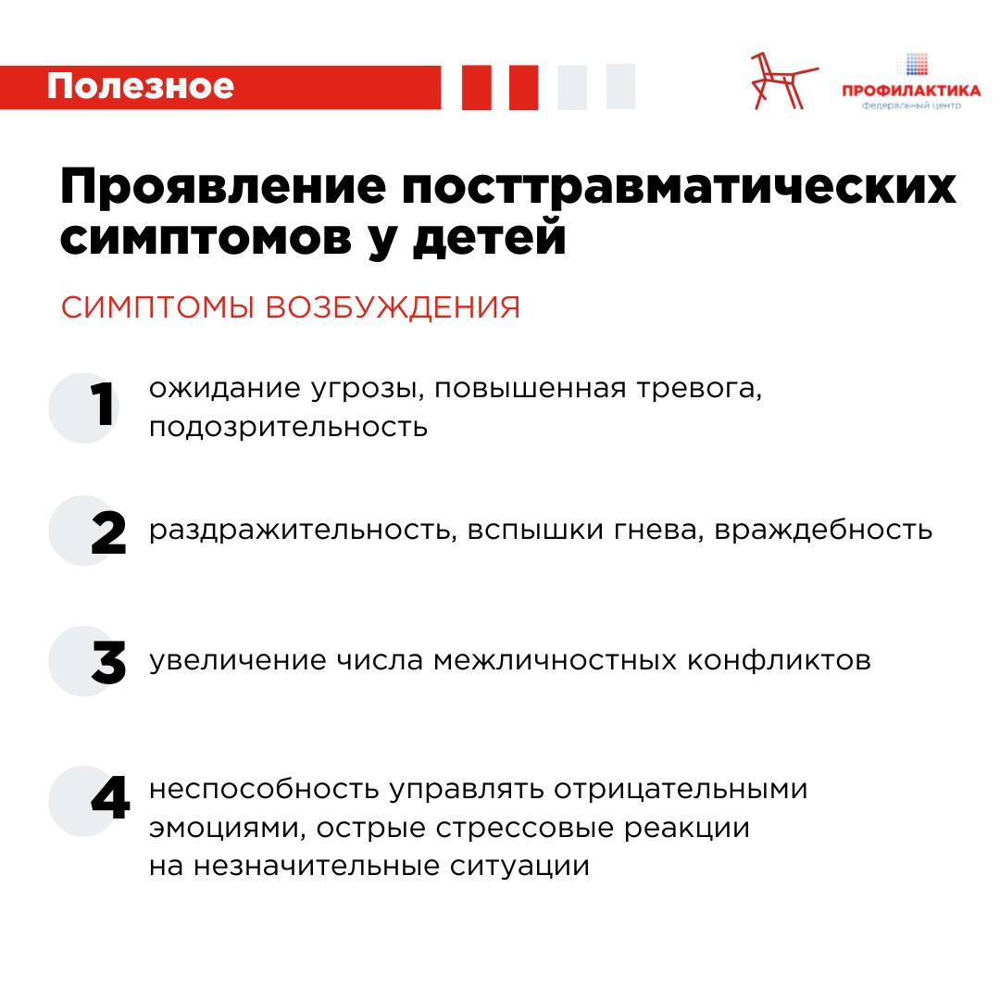 Полезное
ПРОФИЛАКТИКА
федеральный центр
Проявление посттравматических
симптомов у детей
СИМПТОМЫ ВОЗБУЖДЕНИЯ
1
ожидание угрозы, повышенная тревога,
подозрительность
2
раздражительность, вспышки гнева, враждебность
3
увеличение числа межличностных конфликтов
4
неспособность управлять отрицательными
эмоциями, острые стрессовые реакции
на незначительные ситуации